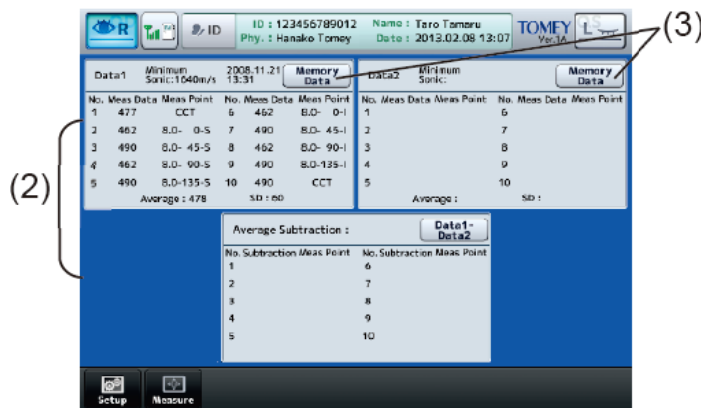 R ID ID : 123456789012 Name : Taro Tamaru TOMEY L (3)
Phy. : Hanako Tomey Date : 2013.02.08 13:07 Ver.1A
Data1 Minimum 2008.11.21 Memory Data2 Minimum Memory
Sonic:1040m/s 13:31 Data Sonic: Data
No. Meas Data Meas Point No. Meas Data Meas Point No. Meas Data Meas Point No. Meas Data Meas Point
1 477 CCT 6 462 8.0- 0-I 1 6
2 462 8.0- 0-S 7 490 8.0- 45-I 2 7
3 490 8.0- 45-S 8 462 8.0- 90-I 3 8
4 462 8.0- 90-S 9 490 8.0-135-I 4 9
5 490 8.0-135-S 10 490 CCT 5 10
(2)
Average : 478 SD : 60 Average : SD :
Average Subtraction : Data1-
Data2
No. Subtraction Meas Point No. Subtraction Meas Point
1 6
2 7
3 8
4 9
5 10
Setup Measure